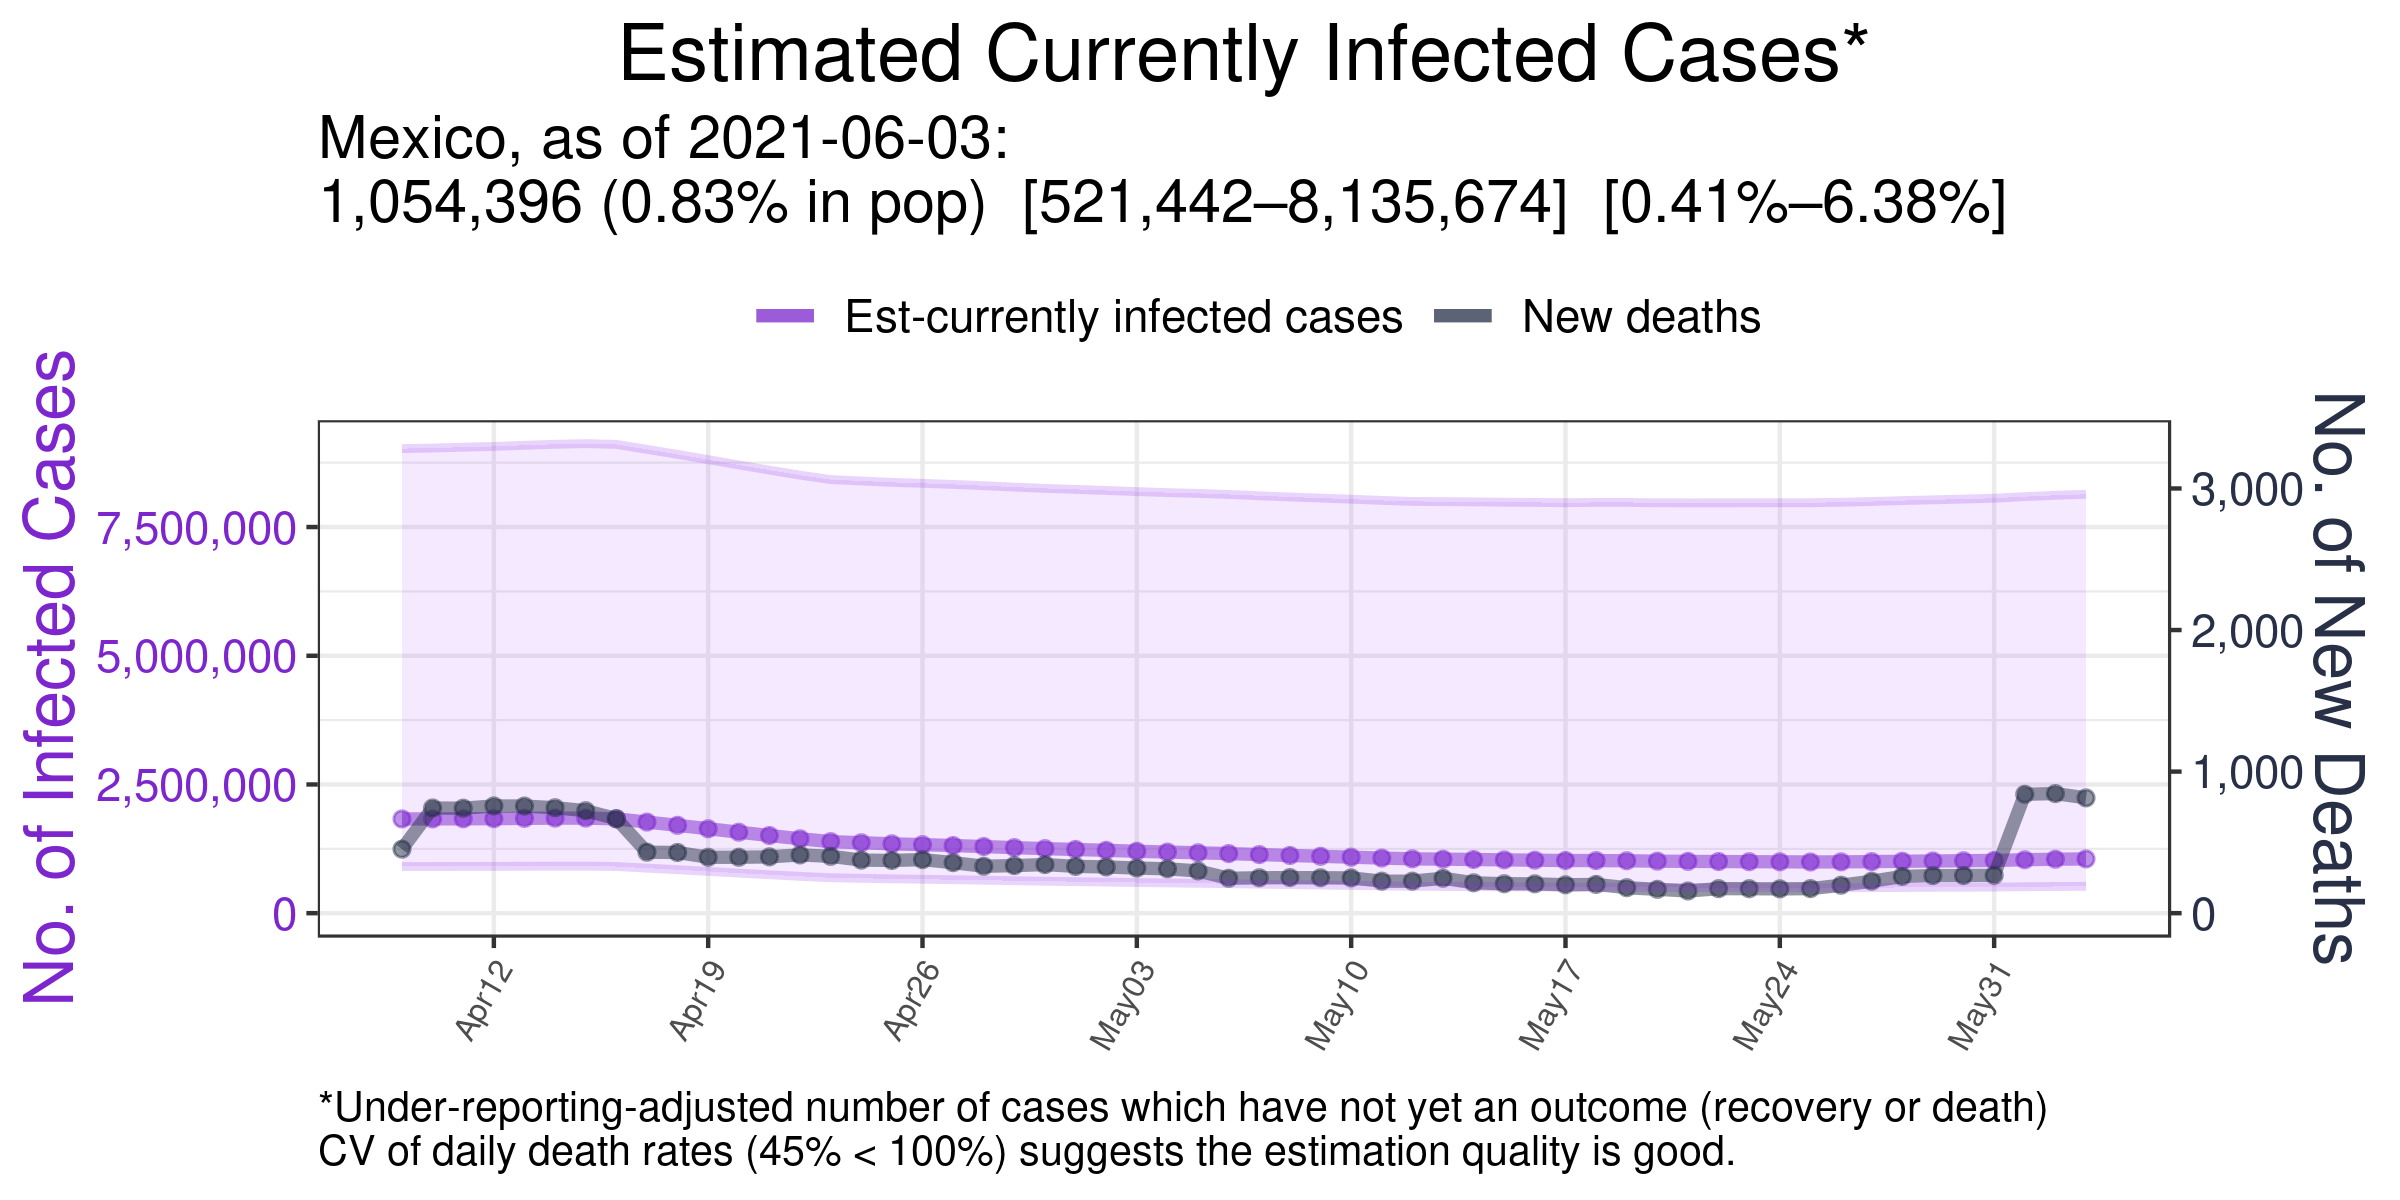 Estimated Currently Infected Cases*
Mexico, as of 2021-06-03:
1,054,396 (0.83% in pop)  [521,442–8,135,674]  [0.41%–6.38%]
Est-currently infected cases
New deaths
No. of Infected Cases
7,500,000
5,000,000
2,500,000
0
3,000
2,000
1,000
0
No. of New Deaths
Apr12
Apr19
Apr26
May03
May10
May17
May24
May31
*Under-reporting-adjusted number of cases which have not yet an outcome (recovery or death)
CV of daily death rates (45% < 100%) suggests the estimation quality is good.